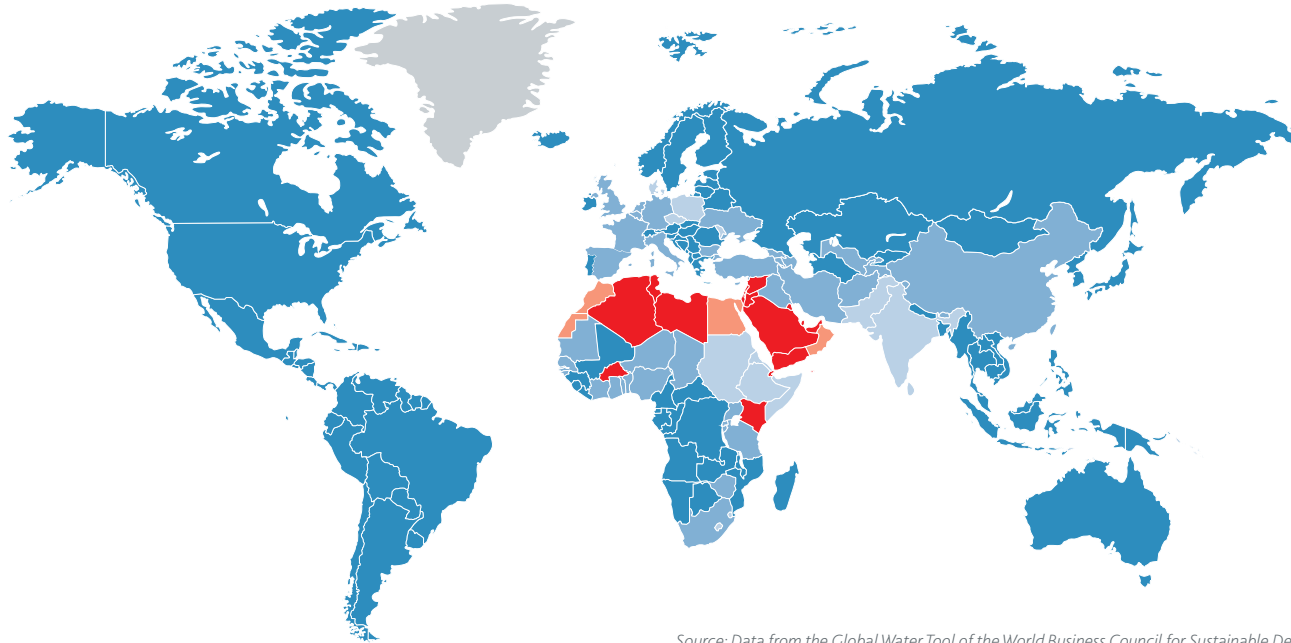 Source: Data from the Global Water Tool of the World Business Council for Sustainable De